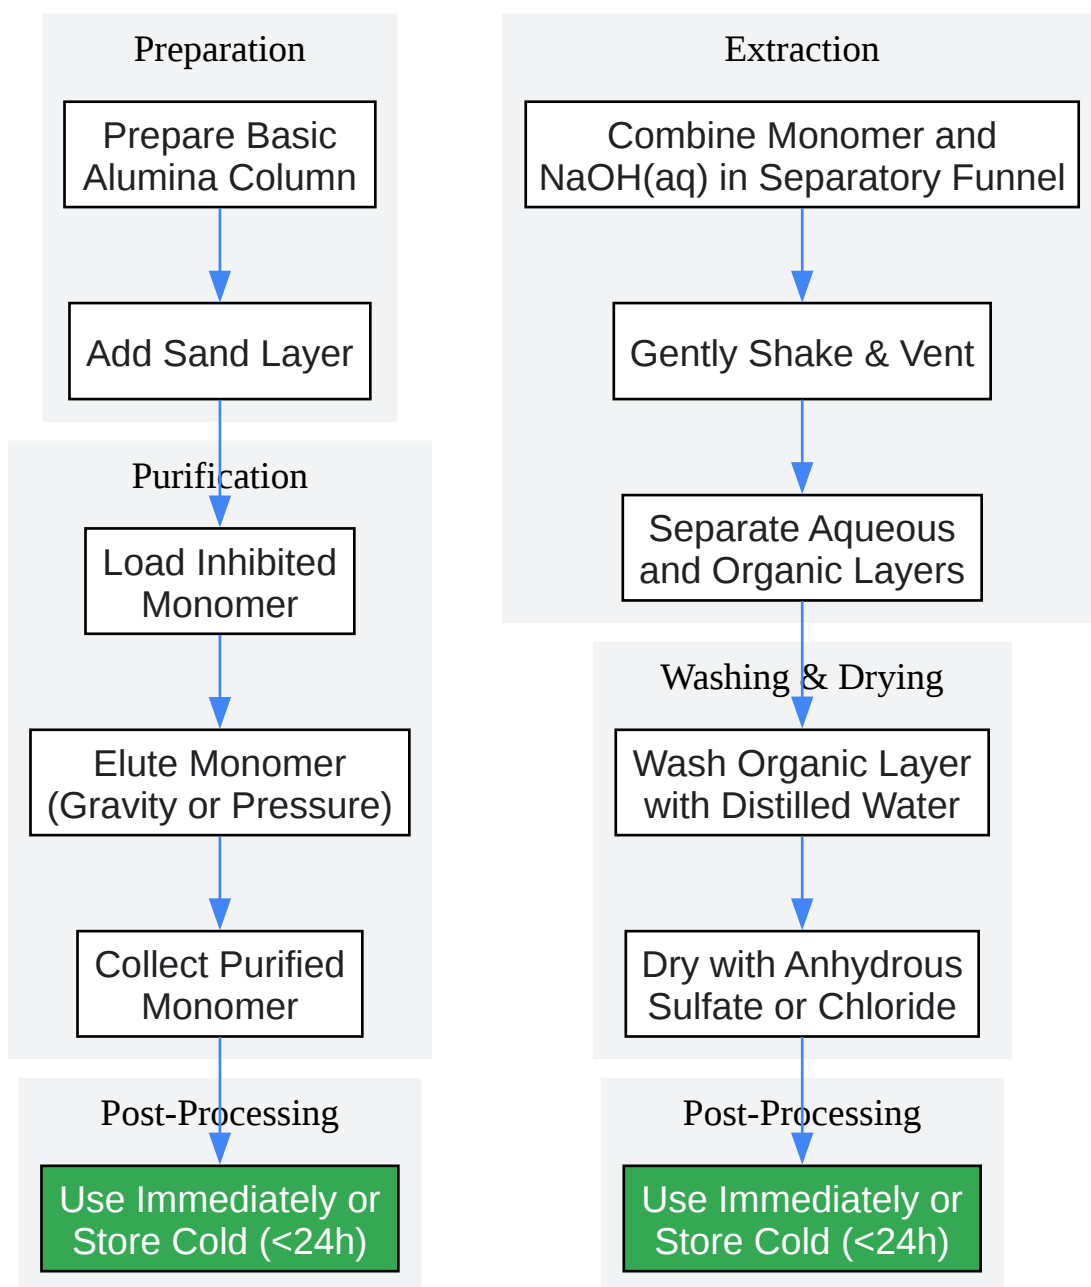 Preparation
Prepare Basic
Alumina Column
Add Sand Layer
Purification
Load Inhibited
Monomer
Elute Monomer
(Gravity or Pressure)
Collect Purified
Monomer
Post-Processing
Use Immediately or
Store Cold (<24h)
Extraction
Combine Monomer and
NaOH(aq) in Separatory Funnel
Gently Shake & Vent
Separate Aqueous
and Organic Layers
Washing & Drying
Wash Organic Layer
with Distilled Water
Dry with Anhydrous
Sulfate or Chloride
Post-Processing
Use Immediately or
Store Cold (<24h)